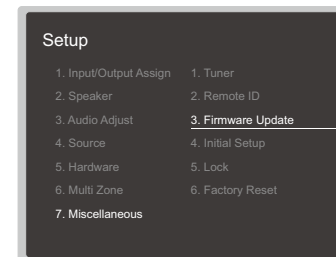 Setup
1. Input/Output Assign
2. Speaker
3. Audio Adjust
4. Source
5. Hardware
6. Multi Zone
7. Miscellaneous
1. Tuner
2. Remote ID
3. Firmware Update
4. Initial Setup
5. Lock
6. Factory Reset